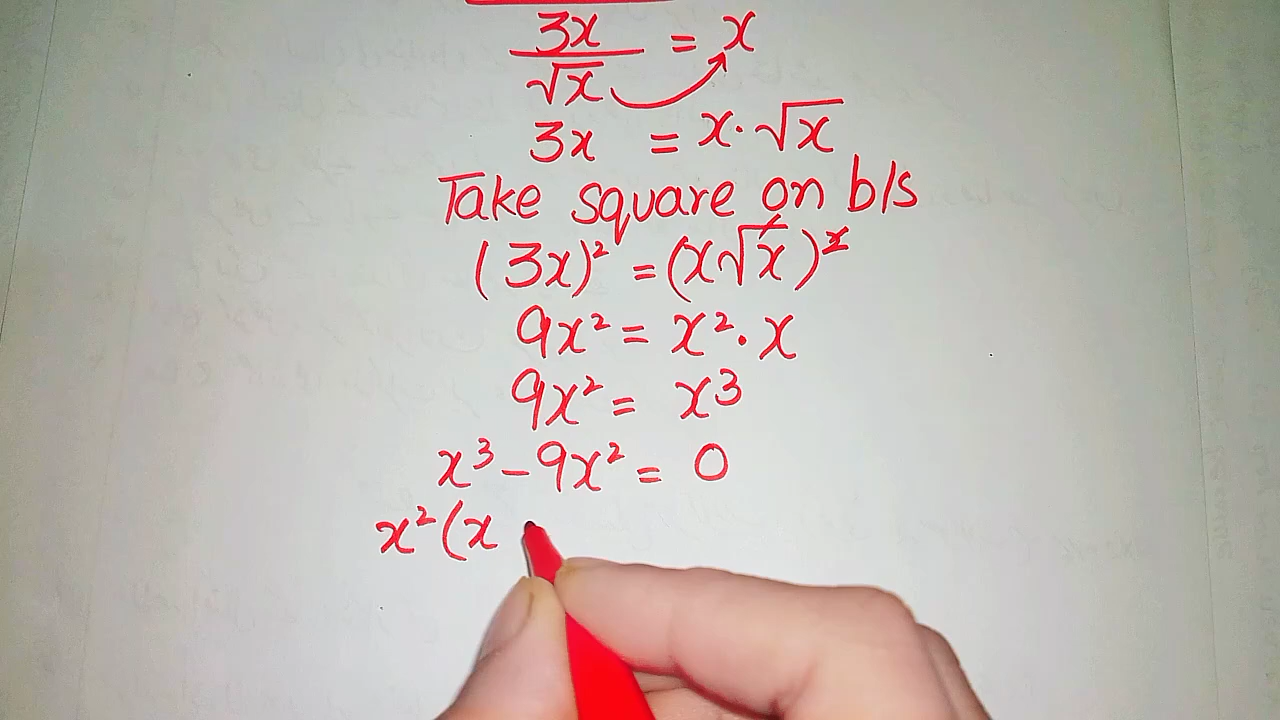 3x/√x = x
3x = x·√x
Take square on b/s
(3x)² = (x√x)²
9x² = x²·x
9x² = x³
x³ - 9x² = 0
x²(x